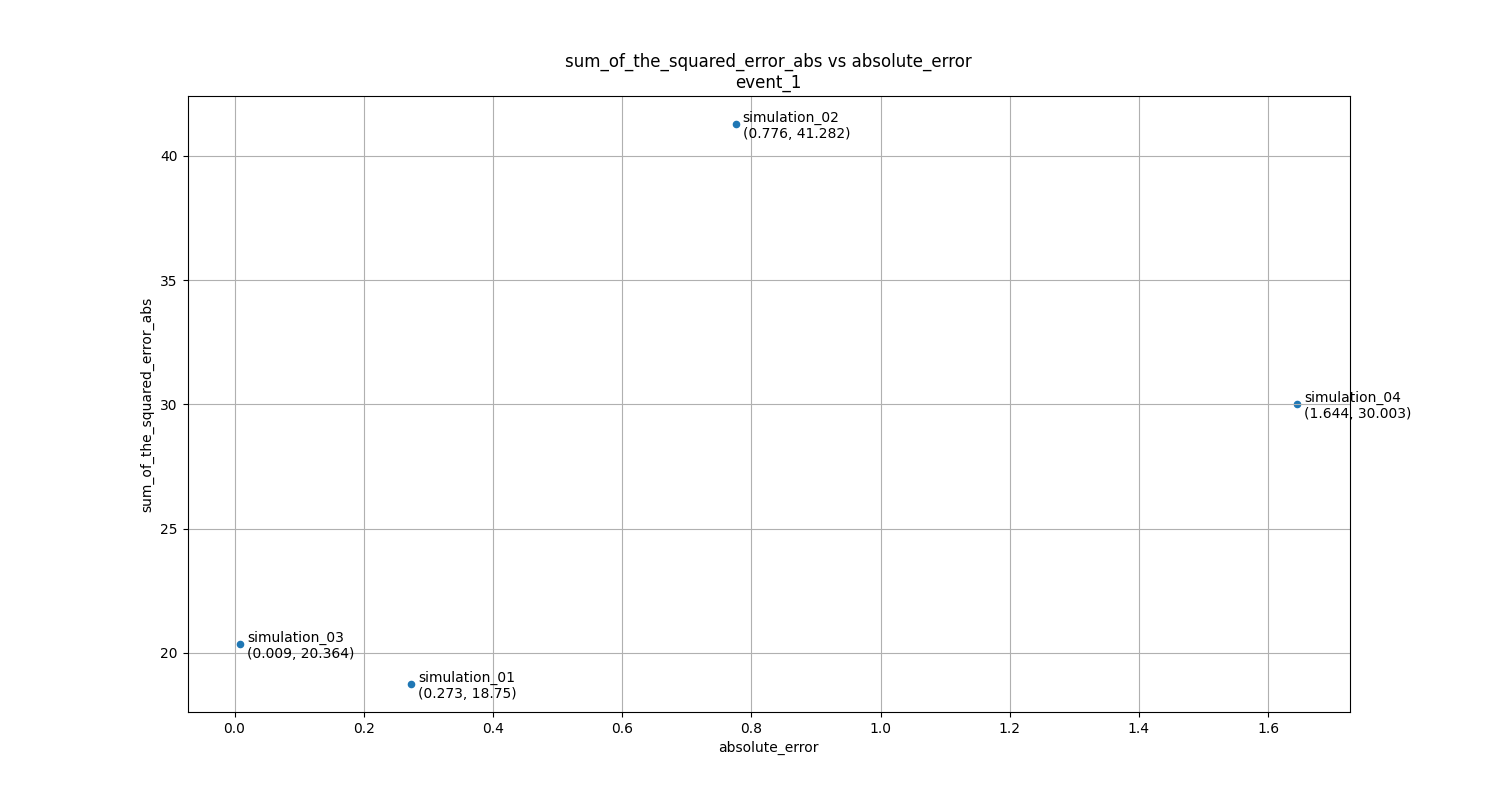 sum_of_the_squared_error_abs vs absolute_error
event_1
sum_of_the_squared_error_abs
40
35
30
25
20
simulation_02
(0.776, 41.282)
simulation_04
(1.644, 30.003)
simulation_03
(0.009, 20.364)
simulation_01
(0.273, 18.75)
0.0 0.2 0.4 0.6 0.8 1.0 1.2 1.4 1.6
absolute_error